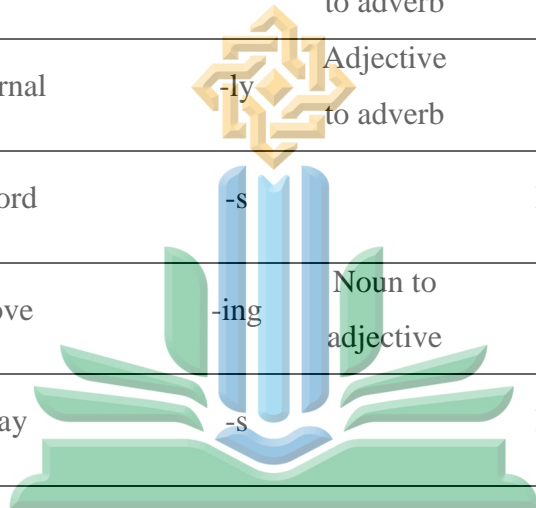 to adverb
rnal -ly Adjective
to adverb
ord -s
ove -ing Noun to
adjective
ay -s